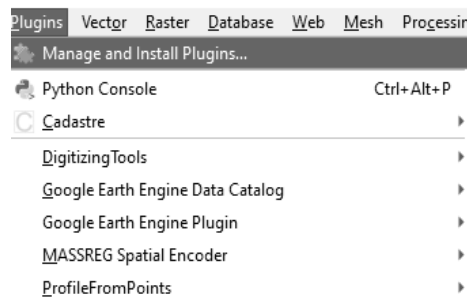 Plugins Vector Raster Database Web Mesh Processin
Manage and Install Plugins...
Python Console Ctrl+Alt+P
Cadastre
DigitizingTools
Google Earth Engine Data Catalog
Google Earth Engine Plugin
MASSREG Spatial Encoder
ProfileFromPoints